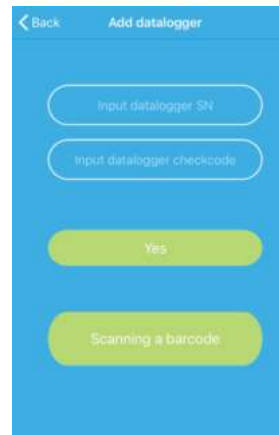 Back Add datalogger
Input datalogger SN
Input datalogger checkcode
Yes
Scanning a barcode